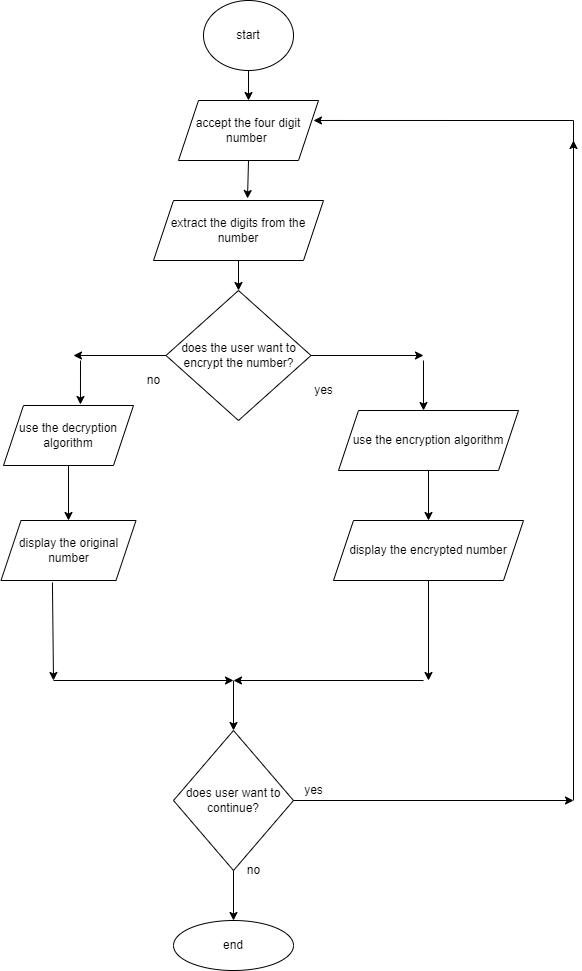 start
accept the four digit
number
extract the digits from the
number
does the user want to
encrypt the number?
no
yes
use the decryption
algorithm
use the encryption algorithm
display the original
number
display the encrypted number
does user want to
continue?
yes
no
end